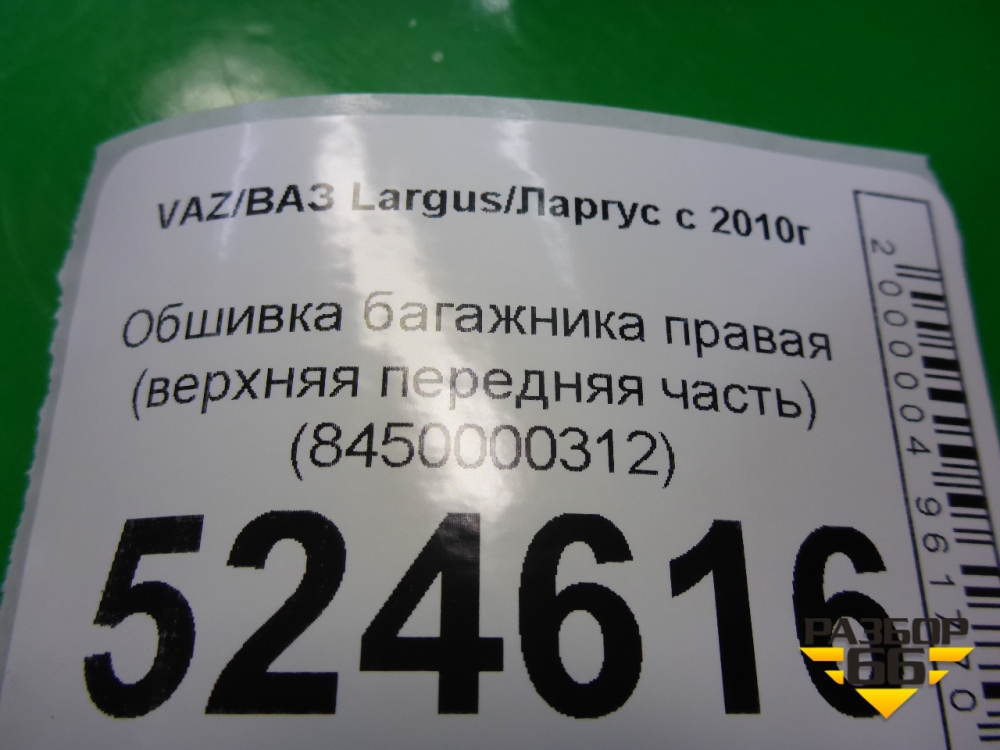 VAZ/ВАЗ Largus/Ларгус с 2010г
Обшивка багажника правая
(верхняя передняя часть)
(8450000312)
524616
РАЗБОР
66